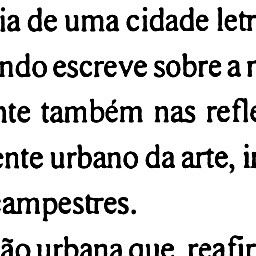 ia de uma cidade letr
ndo escreve sobre a r
nte também nas refle
ente urbano da arte, i
campestres.
ão urbana que, reafir